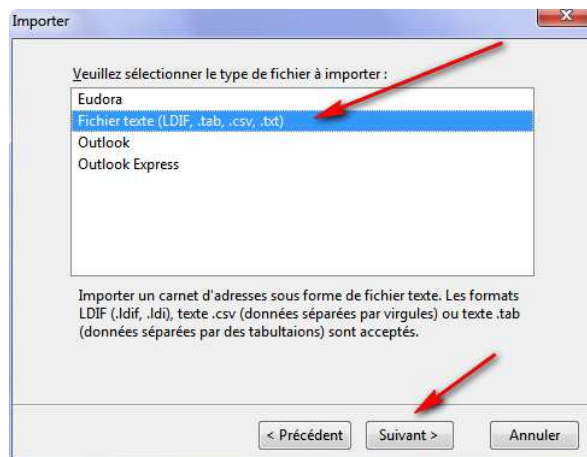 Importer
Veuillez sélectionner le type de fichier à importer :
Eudora
Fichier texte (LDIF, .tab, .csv, .txt)
Outlook
Outlook Express
Importer un carnet d'adresses sous forme de fichier texte. Les formats
LDIF (.ldif, .ldi), texte .csv (données séparées par virgules) ou texte .tab
(données séparées par des tabultaions) sont acceptés.
< Précédent Suivant > Annuler